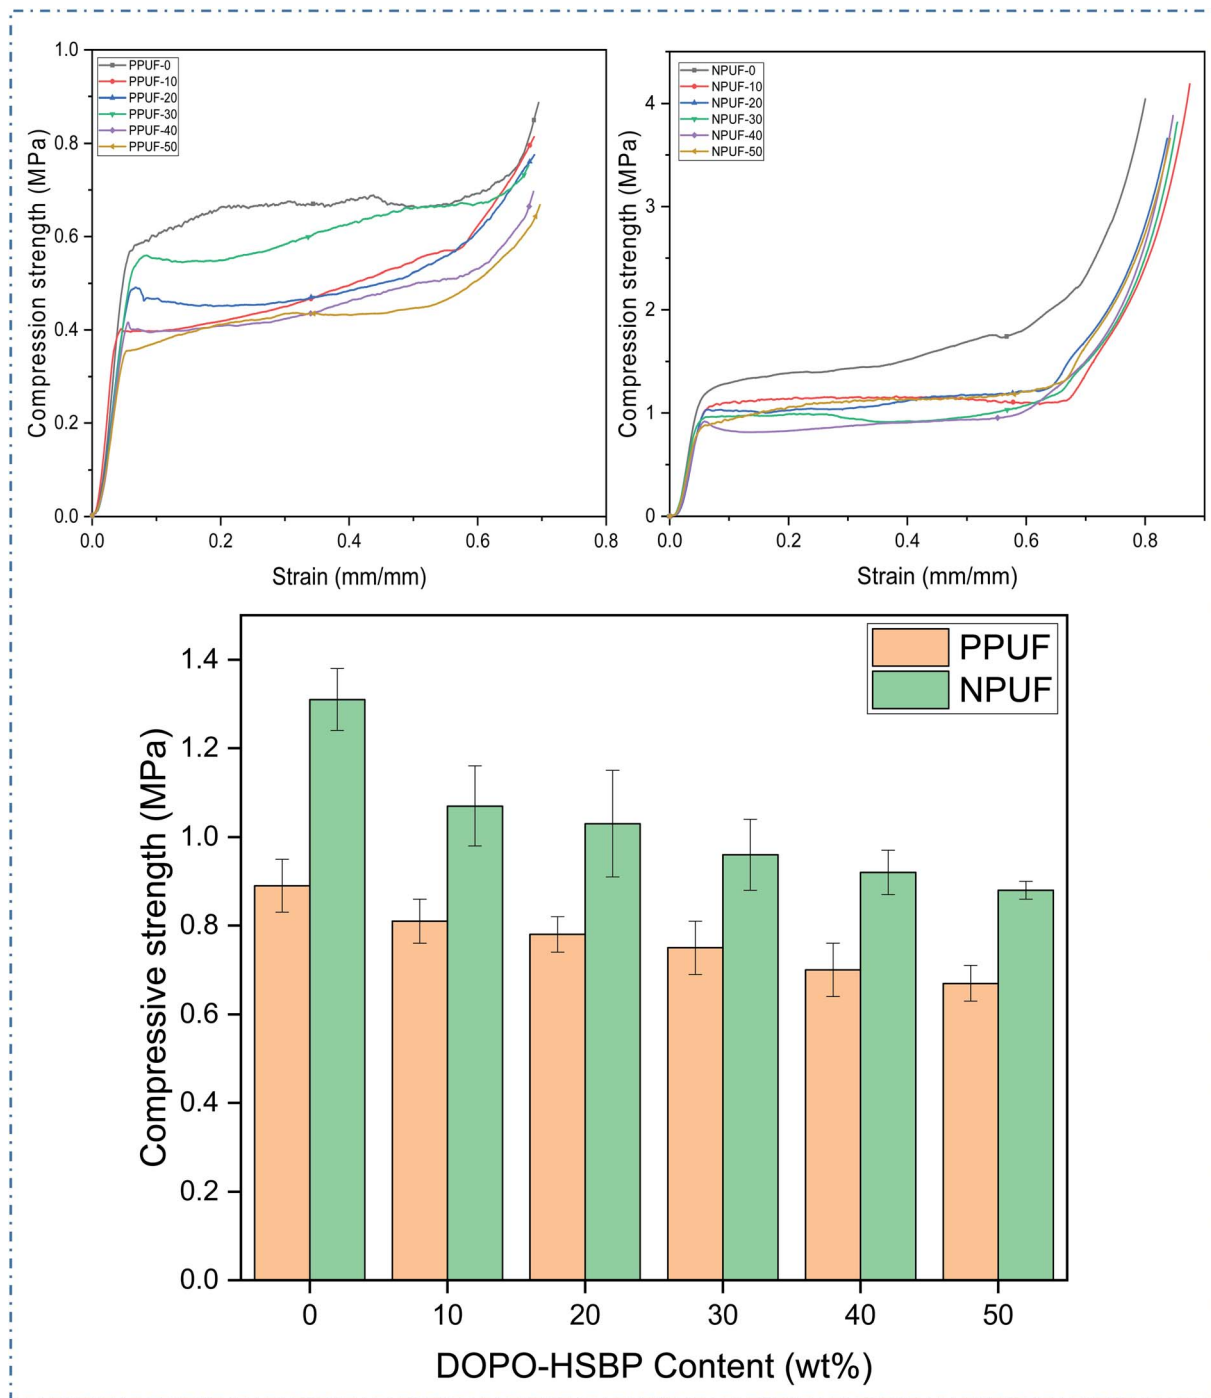 1.0
0.8
0.6
0.4
0.2
0.0
Compression strength (MPa)
PPUF-0
PPUF-10
PPUF-20
PPUF-30
PPUF-40
PPUF-50
0.0 0.2 0.4 0.6 0.8
Strain (mm/mm)
4
3
2
1
0
Compression strength (MPa)
NPUF-0
NPUF-10
NPUF-20
NPUF-30
NPUF-40
NPUF-50
0.0 0.2 0.4 0.6 0.8
Strain (mm/mm)
1.4
1.2
1.0
0.8
0.6
0.4
0.2
0.0
Compressive strength (MPa)
PPUF
NPUF
0 10 20 30 40 50
DOPO-HSBP Content (wt%)